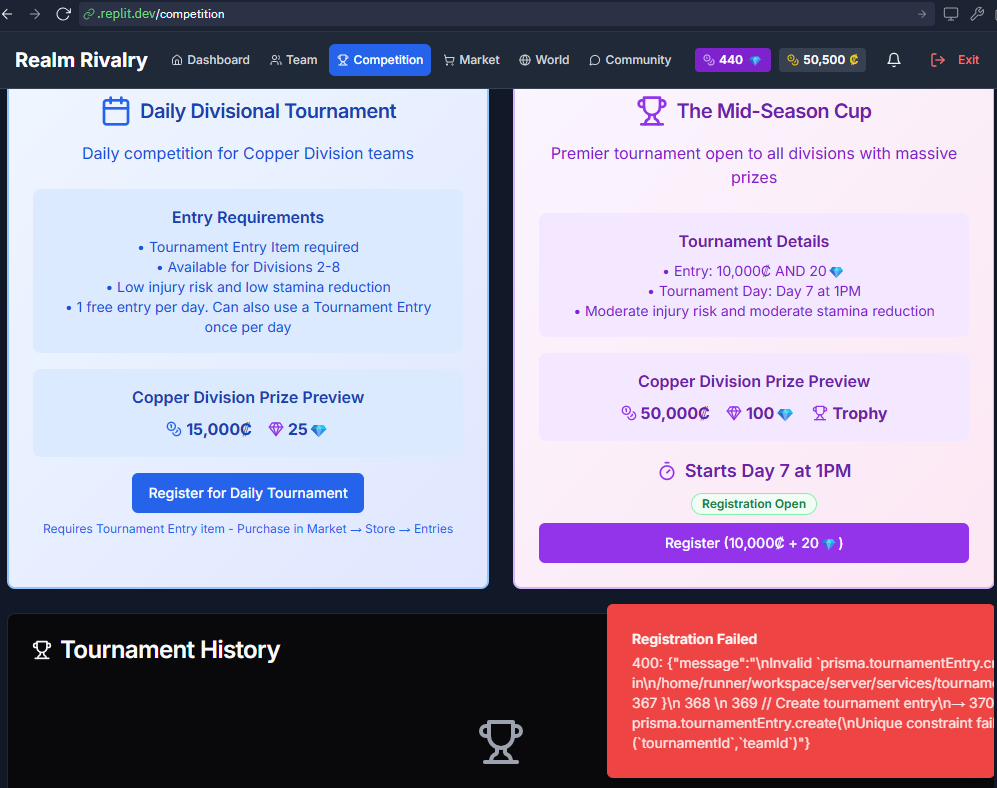 .replit.dev/competition
Realm Rivalry
Dashboard
Team
Competition
Market
World
Community
440 💎
50,500 ₡
Exit
Daily Divisional Tournament
Daily competition for Copper Division teams
Entry Requirements
• Tournament Entry Item required
• Available for Divisions 2-8
• Low injury risk and low stamina reduction
• 1 free entry per day. Can also use a Tournament Entry
once per day
Copper Division Prize Preview
15,000₡ 25 💎
Register for Daily Tournament
Requires Tournament Entry item - Purchase in Market → Store → Entries
The Mid-Season Cup
Premier tournament open to all divisions with massive
prizes
Tournament Details
• Entry: 10,000₡ AND 20 💎
• Tournament Day: Day 7 at 1PM
• Moderate injury risk and moderate stamina reduction
Copper Division Prize Preview
50,000₡ 100 💎 Trophy
Starts Day 7 at 1PM
Registration Open
Register (10,000₡ + 20 💎 )
Tournament History
Registration Failed
400: {"message":"\nInvalid `prisma.tournamentEntry.cr
in\n/home/runner/workspace/server/services/tourname
367 }\n 368 \n 369 // Create tournament entry\n→ 370
prisma.tournamentEntry.create(\nUnique constraint fai
(`tournamentId`,`teamId`)"}